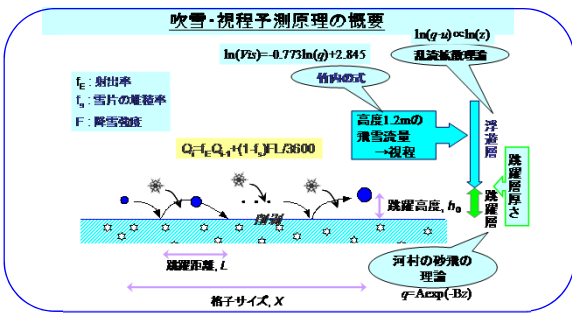 吹雪・視程予測原理の概要
ln(q-u)∝ln(z)
ln(Vis)=-0.773ln(q)+2.845
乱流拡散理論
竹内の式
f_E：射出率
f_s：雪片の堆積率
F：降雪強度
高度1.2mの
飛雪流量
→視程
浮遊層
Q_i=f_E Q_i-1+(1-f_s)FL/3600
跳躍層厚さ
跳躍層
跳躍高度, h_0
跳躍距離, L
河村の砂飛の
理論
格子サイズ, X
q=Aexp(-Bz)